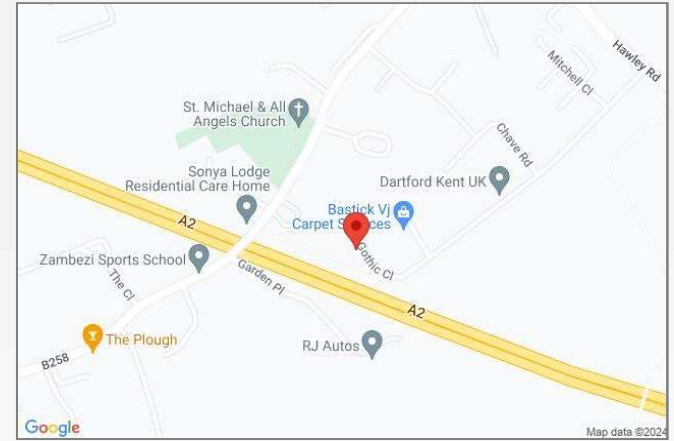 Hawley Rd
Mitchell Cl
St. Michael & All
Angels Church
Chave Rd
Sonya Lodge
Residential Care Home
Dartford Kent UK
Bastick Vj
Carpet S ces
A2
Gothic Cl
Zambezi Sports School
The Cl
Garden Pl
A2
The Plough
RJ Autos
B258
Google
Map data ©2024